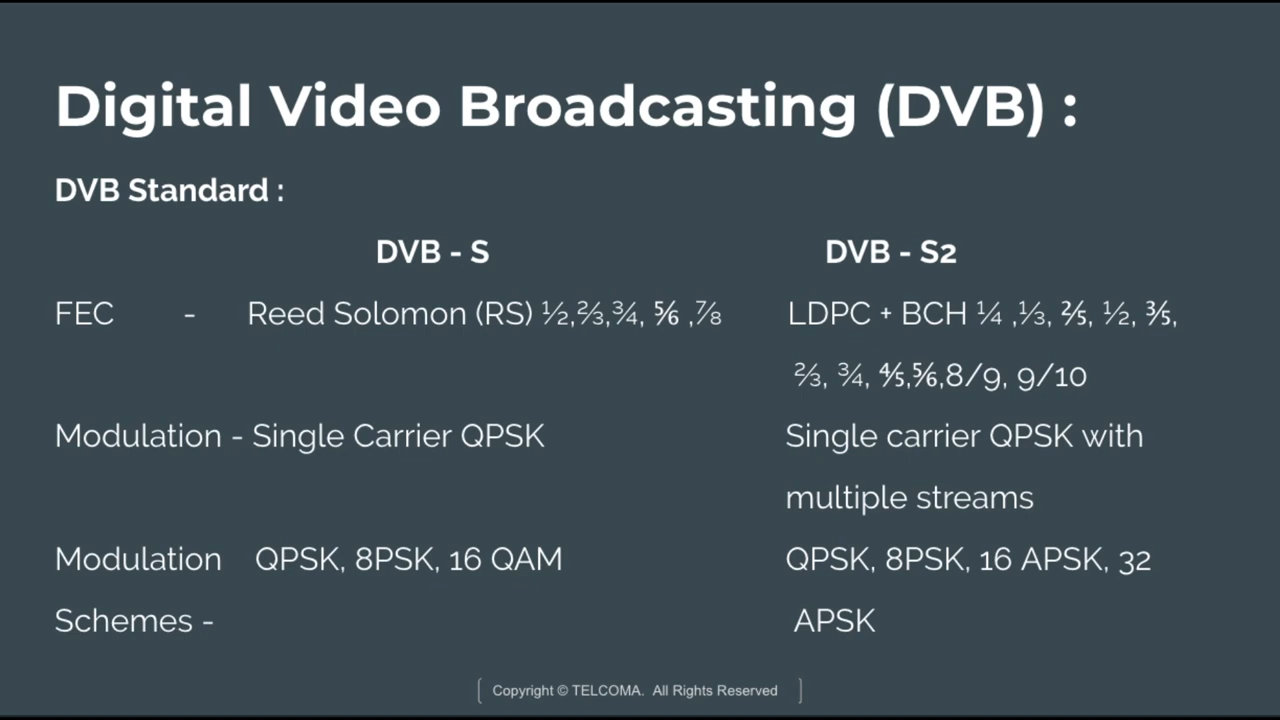 Digital Video Broadcasting (DVB) :
DVB Standard :
DVB - S DVB - S2
FEC - Reed Solomon (RS) ½,⅔,¾, ⅚ ,⅞ LDPC + BCH ¼ ,⅓, ⅖, ½, ⅗,
⅔, ¾, ⅘,⅚,8/9, 9/10
Modulation - Single Carrier QPSK Single carrier QPSK with
multiple streams
Modulation QPSK, 8PSK, 16 QAM QPSK, 8PSK, 16 APSK, 32
Schemes - APSK
[ Copyright © TELCOMA. All Rights Reserved ]